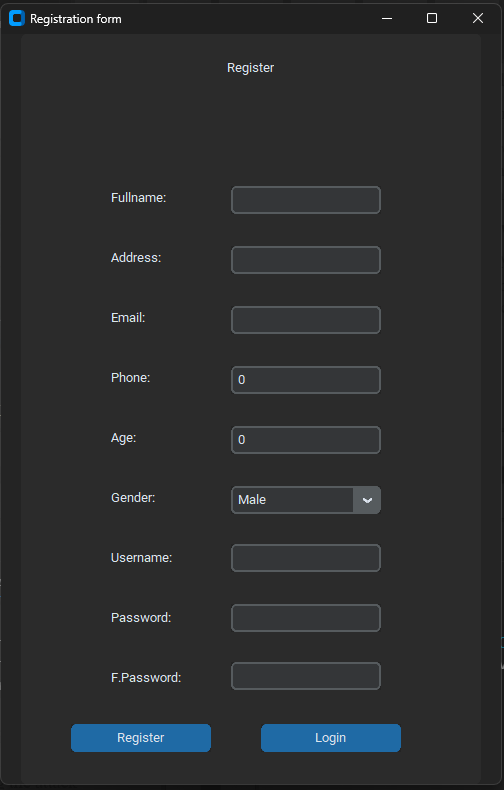 Registration form
Register
Fullname:
Address:
Email:
Phone: 0
Age: 0
Gender: Male
Username:
Password:
F.Password:
Register Login